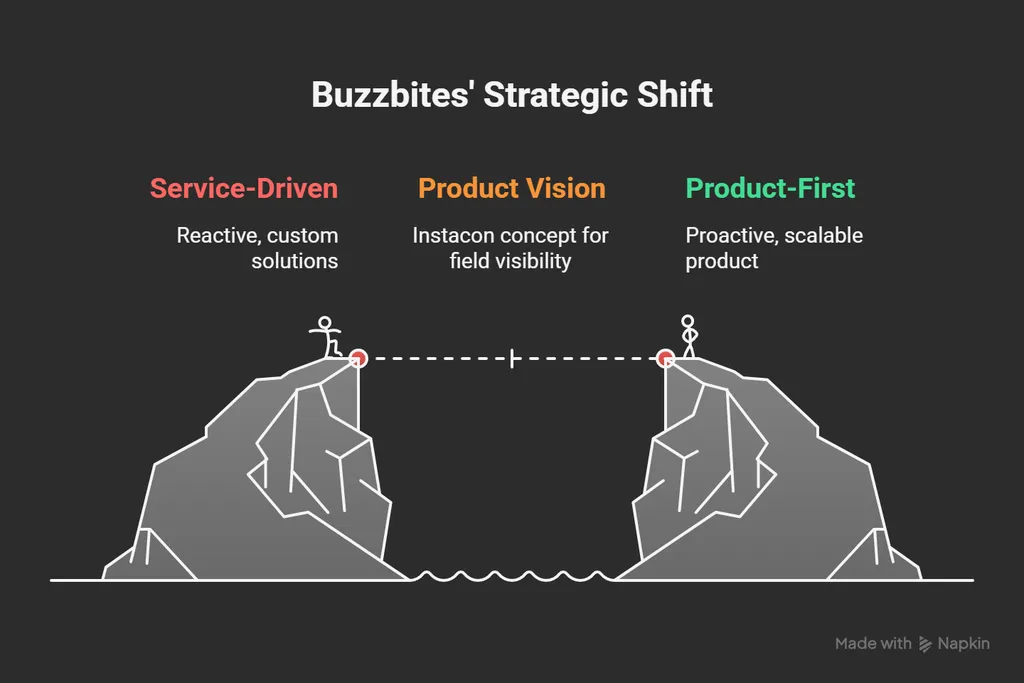 Buzzbites' Strategic Shift
Service-Driven
Reactive, custom
solutions
Product Vision
Instacon concept for
field visibility
Product-First
Proactive, scalable
product
Made with Napkin